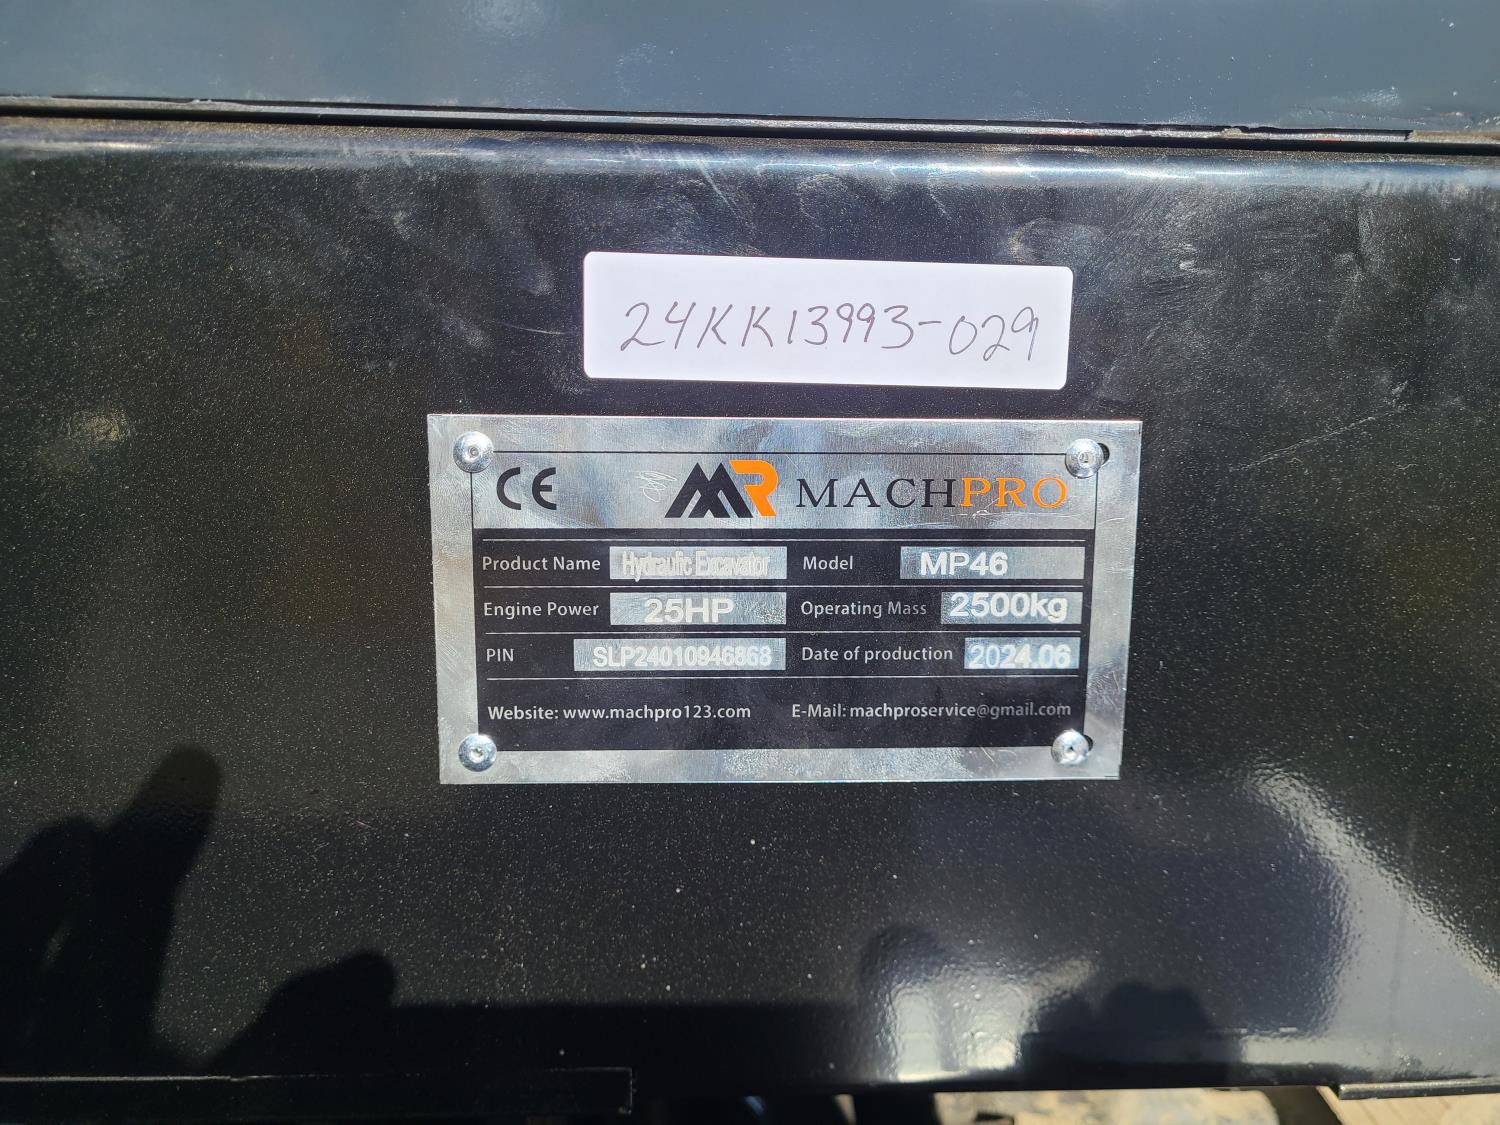 24KK13993-029
CE MR MACHPRO
Product Name Hydraulic Excavator Model MP46
Engine Power 25HP Operating Mass 2500kg
PIN SLP24010946868 Date of production 2024.06
Website: www.machpro123.com E-Mail: machproservice@gmail.com